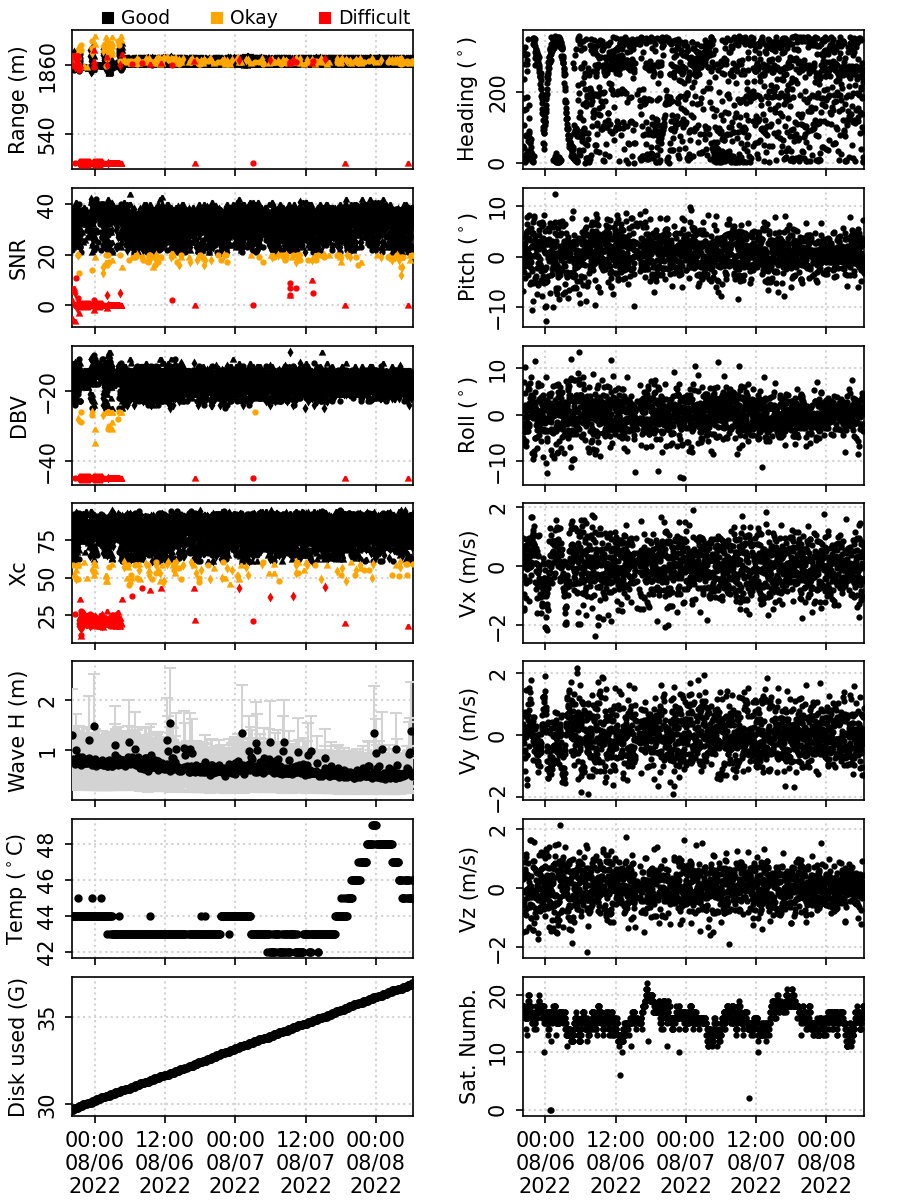 Good Okay Difficult
Range (m)
1860
540
Heading (°)
200
0
SNR
40
20
0
Pitch (°)
10
0
−10
DBV
−20
−40
Roll (°)
10
0
−10
Xc
75
50
25
Vx (m/s)
2
0
−2
Wave H (m)
2
1
Vy (m/s)
2
0
−2
Temp (°C)
48
46
44
42
Vz (m/s)
2
0
−2
Disk used (G)
35
30
Sat. Numb.
20
10
0
00:00 12:00 00:00 12:00 00:00
08/06 08/06 08/07 08/07 08/08
2022 2022 2022 2022 2022
00:00 12:00 00:00 12:00 00:00
08/06 08/06 08/07 08/07 08/08
2022 2022 2022 2022 2022